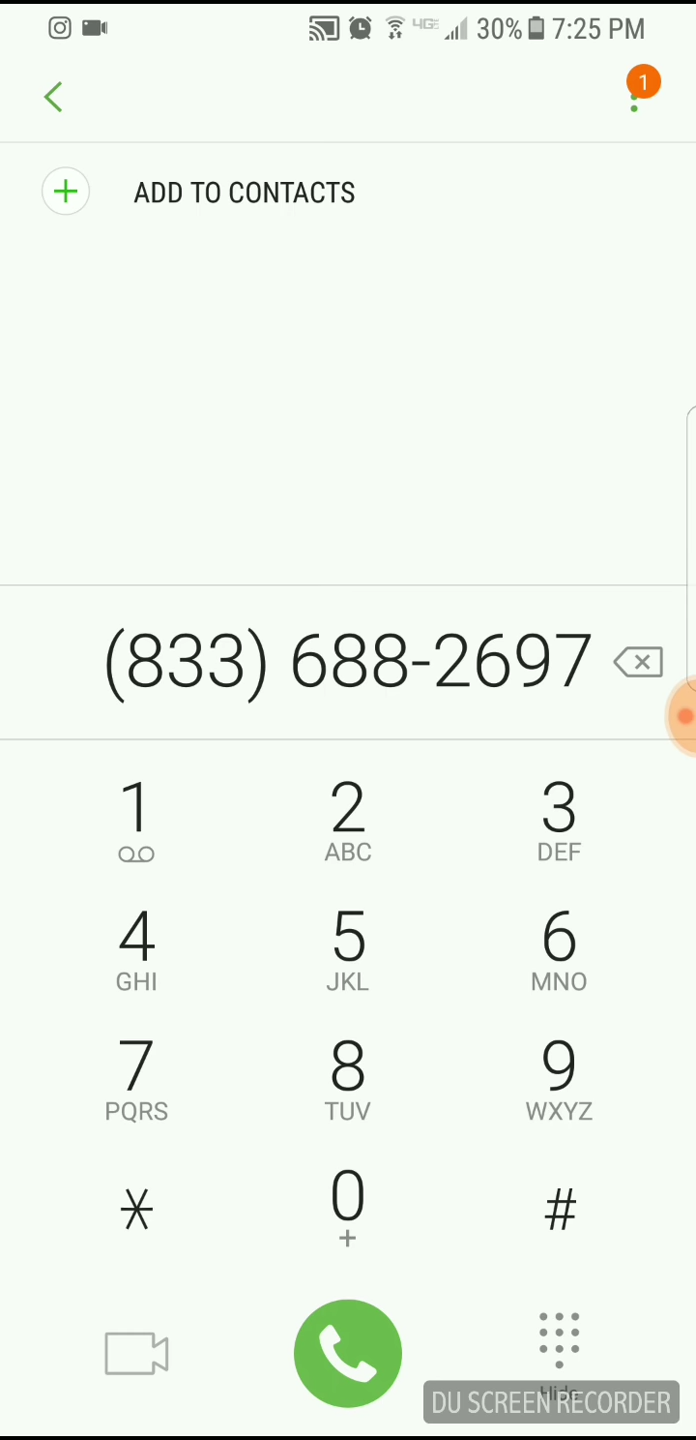 4G 30% 7:25 PM
1
ADD TO CONTACTS
(833) 688-2697
1 2 3
ABC DEF
4 5 6
GHI JKL MNO
7 8 9
PQRS TUV WXYZ
* 0 #
+
Hide
DU SCREEN RECORDER